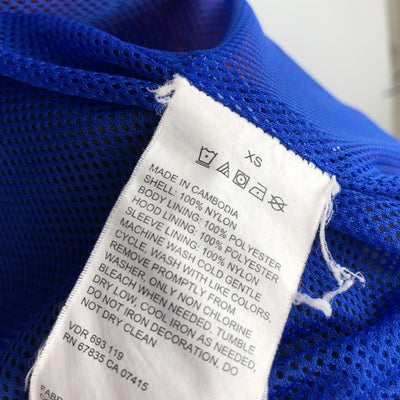 XS
MADE IN CAMBODIA
SHELL: 100% NYLON
BODY LINING: 100% POLYESTER
HOOD LINING: 100% POLYESTER
SLEEVE LINING: 100% NYLON
MACHINE WASH COLD GENTLE
CYCLE, WASH WITH LIKE COLORS,
REMOVE PROMPTLY FROM
WASHER, ONLY NON CHLORINE
BLEACH WHEN NEEDED, TUMBLE
DRY LOW, COOL IRON AS NEEDED,
DO NOT IRON DECORATION, DO
NOT DRY CLEAN
VDR 693 119
RN 67835 CA 07415